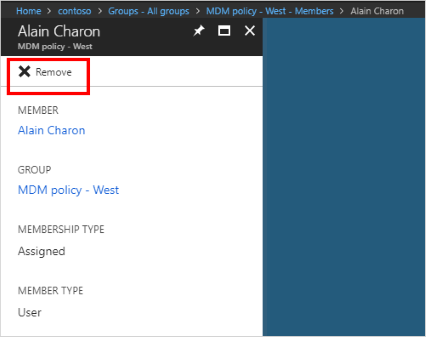 Home > contoso > Groups - All groups > MDM policy - West - Members > Alain Charon
Alain Charon
MDM policy - West
Remove
MEMBER
Alain Charon
GROUP
MDM policy - West
MEMBERSHIP TYPE
Assigned
MEMBER TYPE
User